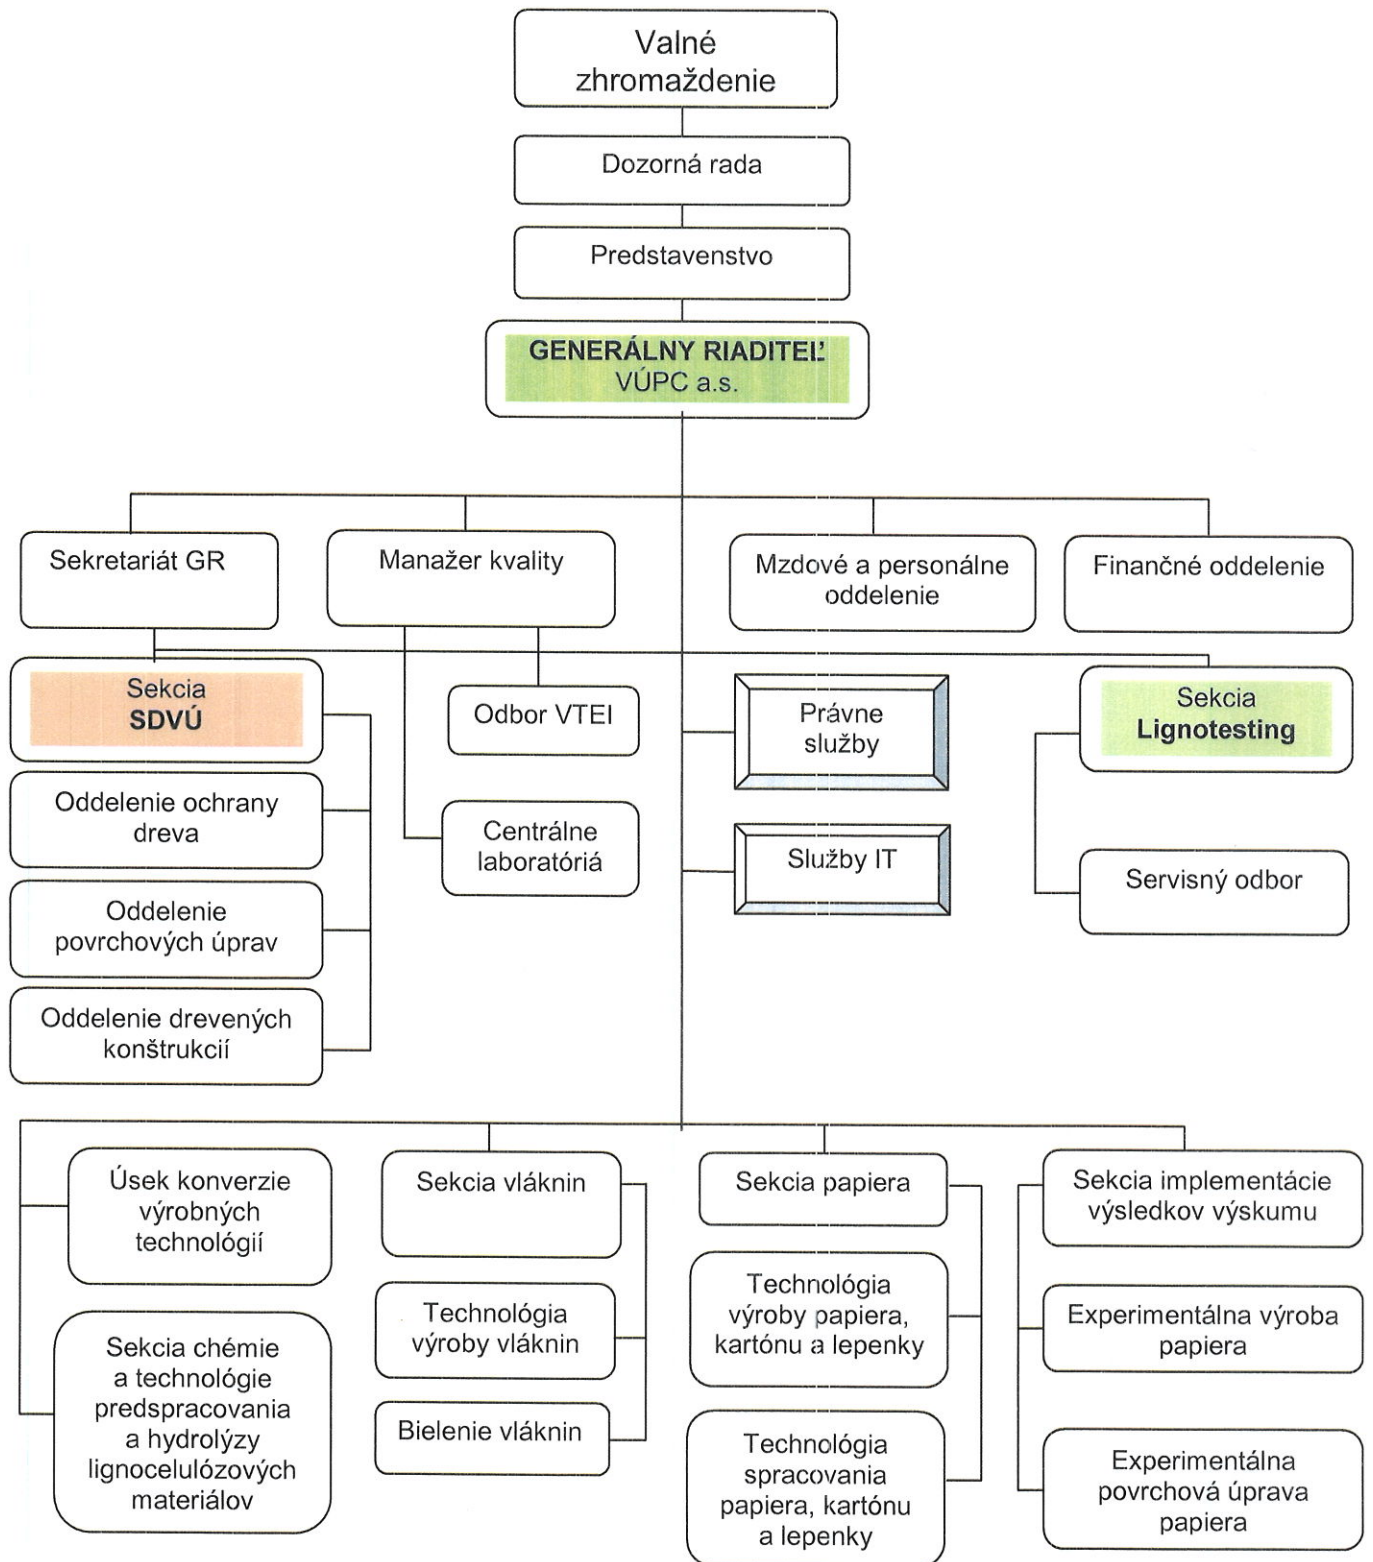 Valné
zhromaždenie
Dozorná rada
Predstavenstvo
GENERÁLNY RIADITEĽ
VÚPC a.s.
Sekretariát GR
Manažer kvality
Mzdové a personálne
oddelenie
Finančné oddelenie
Sekcia
SDVÚ
Odbor VTEI
Právne
služby
Sekcia
Lignotesting
Oddelenie ochrany
dreva
Centrálne
laboratóriá
Služby IT
Servisný odbor
Oddelenie
povrchových úprav
Oddelenie drevených
konštrukcií
Úsek konverzie
výrobných
technológií
Sekcia chémie
a technológie
predspracovania
a hydrolýzy
lignocelulózových
materiálov
Sekcia vláknin
Technológia
výroby vláknin
Bielenie vláknin
Sekcia papiera
Technológia
výroby papiera,
kartónu a lepenky
Technológia
spracovania
papiera, kartónu
a lepenky
Sekcia implementácie
výsledkov výskumu
Experimentálna výroba
papiera
Experimentálna
povrchová úprava
papiera